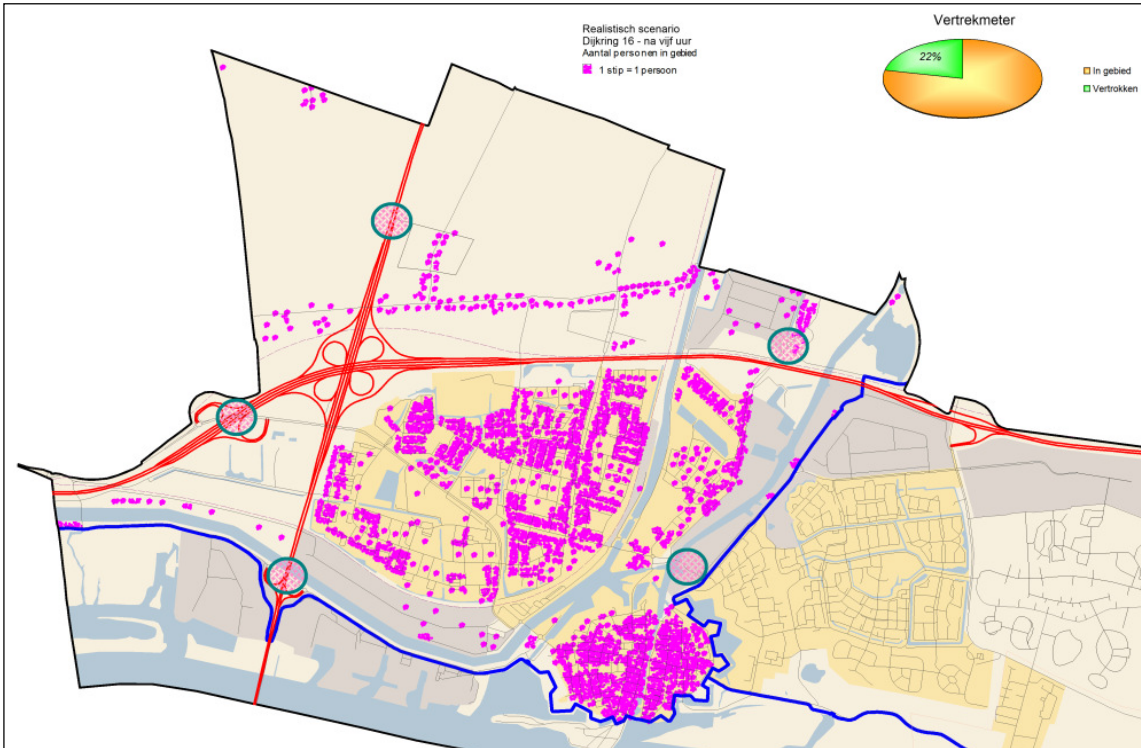 Realistisch scenario
Dijkring 16 - na vijf uur
Aantal personen in gebied
1 stip = 1 persoon
Vertrekmeter
22%
In gebied
Vertrokken